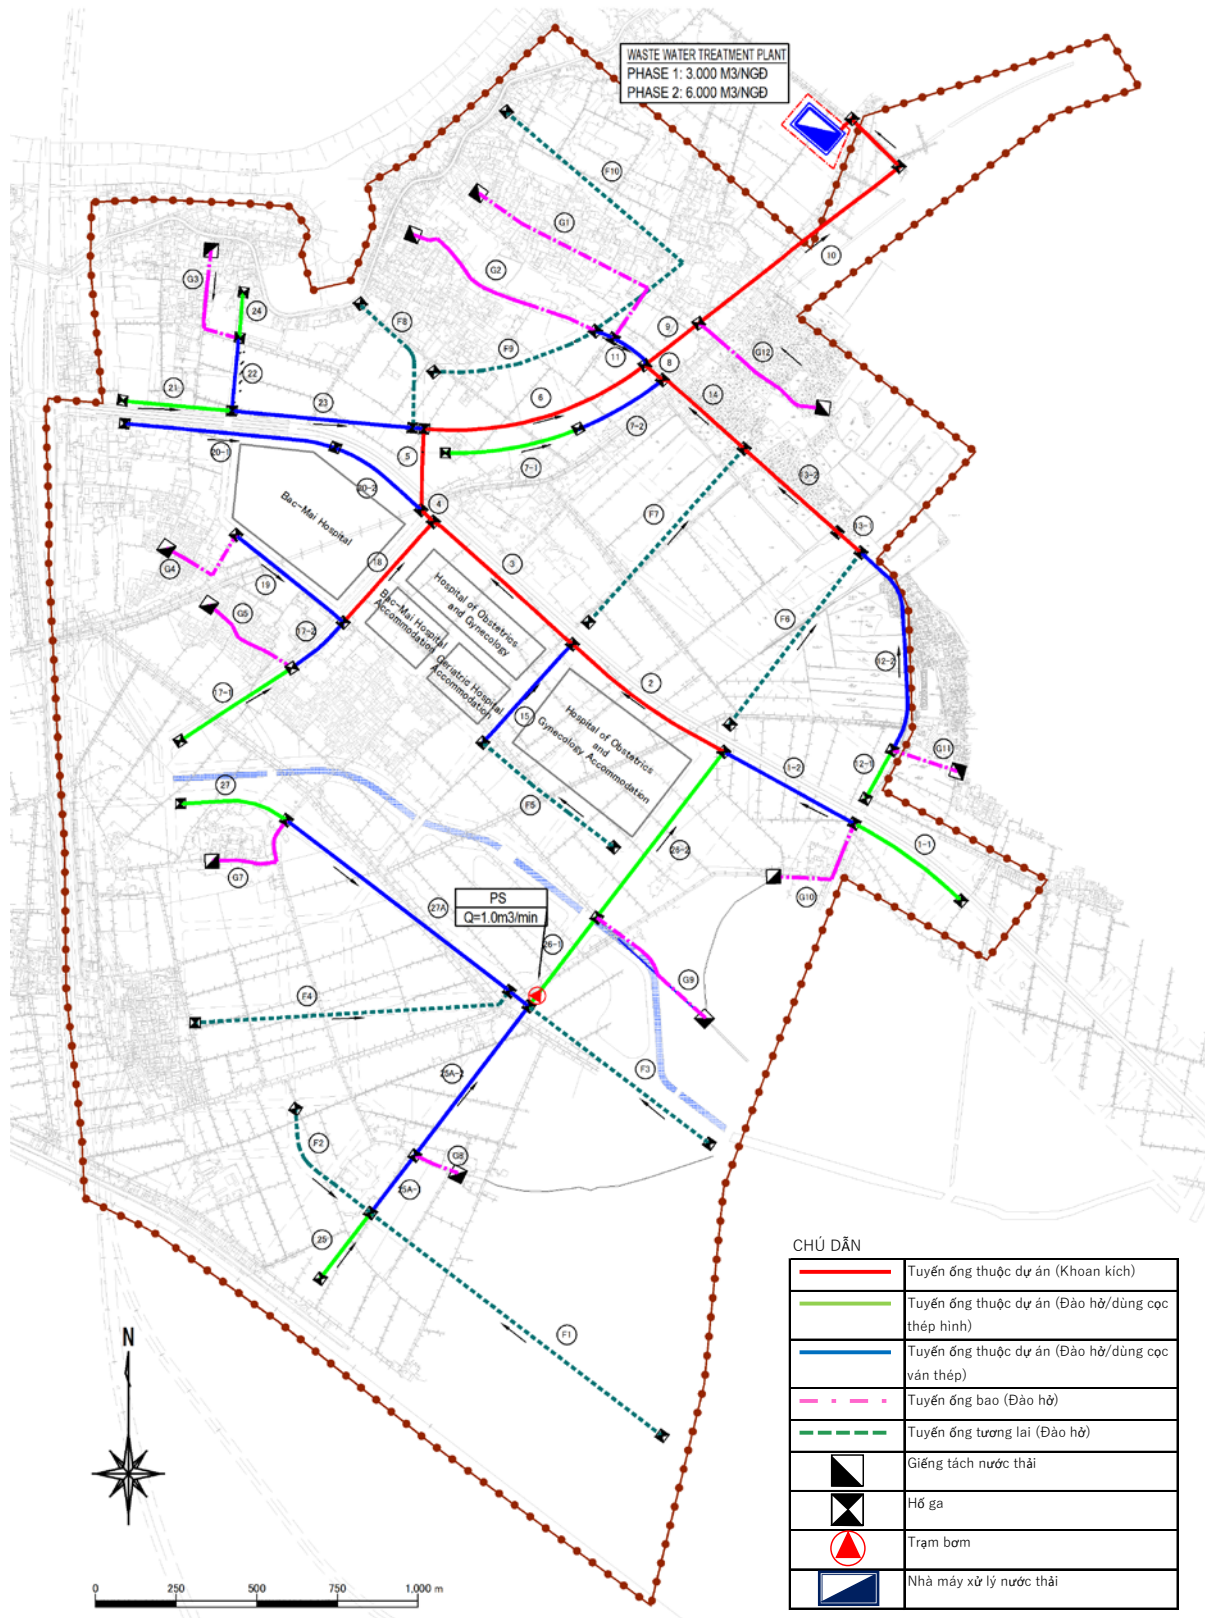 WASTE WATER TREATMENT PLANT
PHASE 1: 3.000 M3/NGĐ
PHASE 2: 6.000 M3/NGĐ
F10
G1
G2
G3
24
F8
F9
10
9
11
8
G12
14
22
21
23
6
7-2
5
7-1
20-1
20-2
4
Bac-Mai Hospital
13-2
13-1
F7
3
18
G4
19
G5
17-2
Hospital of Obstetrics
and Gynecology
Bac-Mai Hospital
Accommodation
Geriatric Hospital
Accommodation
F6
12-2
17-1
2
15
Hospital of Obstetrics
and
Gynecology Accommodation
1-2
12-1
G11
27
F5
26-2
1-1
G7
G10
PS
Q=1.0m3/min
27A
26-1
G9
F4
25A-2
F3
F2
G8
25A-1
25
F1
N
0 250 500 750 1,000 m
CHÚ DẪN
Tuyến ống thuộc dự án (Khoan kích)
Tuyến ống thuộc dự án (Đào hở/dùng cọc
thép hình)
Tuyến ống thuộc dự án (Đào hở/dùng cọc
ván thép)
Tuyến ống bao (Đào hở)
Tuyến ống tương lai (Đào hở)
Giếng tách nước thải
Hố ga
Trạm bơm
Nhà máy xử lý nước thải